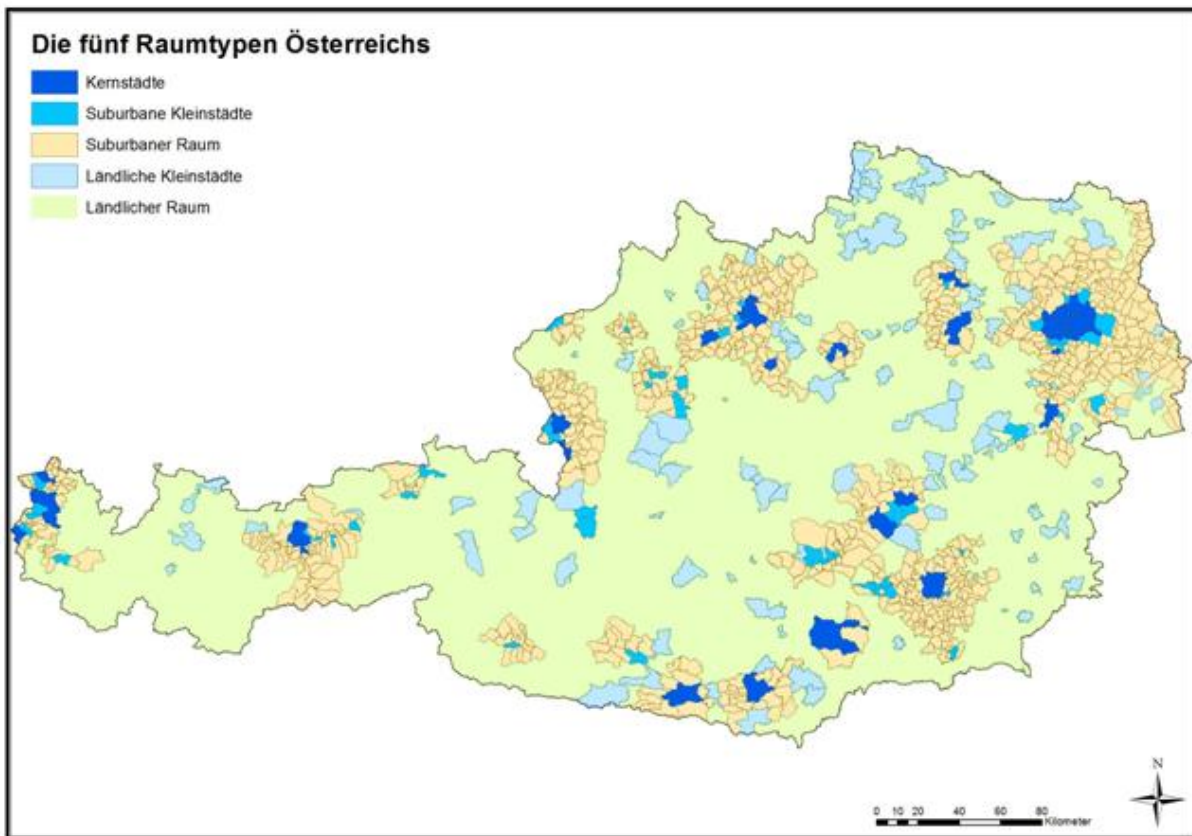 Die fünf Raumtypen Österreichs
Kernstädte
Suburbane Kleinstädte
Suburbaner Raum
Ländliche Kleinstädte
Ländlicher Raum
N
0 10 20 40 60 80
Kilometer